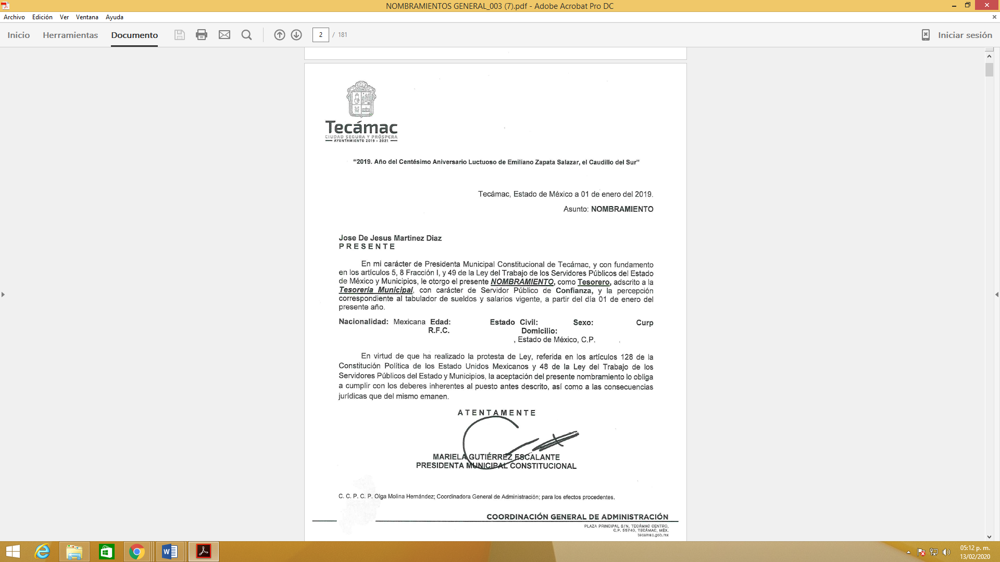 NOMBRAMIENTOS GENERAL_003 (7).pdf - Adobe Acrobat Pro DC
Archivo Edición Ver Ventana Ayuda
Inicio Herramientas Documento 2 / 181 Iniciar sesión
Tecámac
CIUDAD SEGURA Y PRÓSPERA
AYUNTAMIENTO 2019 - 2021
“2019. Año del Centésimo Aniversario Luctuoso de Emiliano Zapata Salazar, el Caudillo del Sur”
Tecámac, Estado de México a 01 de enero del 2019.
Asunto: NOMBRAMIENTO
Jose De Jesus Martinez Diaz
P R E S E N T E
En mi carácter de Presidenta Municipal Constitucional de Tecámac, y con fundamento
en los artículos 5, 8 Fracción I, y 49 de la Ley del Trabajo de los Servidores Públicos del Estado
de México y Municipios, le otorgo el presente NOMBRAMIENTO, como Tesorero, adscrito a la
Tesoreria Municipal, con carácter de Servidor Público de Confianza, y la percepción
correspondiente al tabulador de sueldos y salarios vigente, a partir del día 01 de enero del
presente año.
Nacionalidad: Mexicana Edad: Estado Civil: Sexo: Curp
R.F.C. Domicilio:
, Estado de México, C.P. .
En virtud de que ha realizado la protesta de Ley, referida en los artículos 128 de la
Constitución Política de los Estado Unidos Mexicanos y 48 de la Ley del Trabajo de los
Servidores Públicos del Estado y Municipios, la aceptación del presente nombramiento lo obliga
a cumplir con los deberes inherentes al puesto antes descrito, así como a las consecuencias
jurídicas que del mismo emanen.
A T E N T A M E N T E
MARIELA GUTIÉRREZ ESCALANTE
PRESIDENTA MUNICIPAL CONSTITUCIONAL
C. C. P. C. P. Olga Molina Hernández; Coordinadora General de Administración; para los efectos procedentes.
COORDINACIÓN GENERAL DE ADMINISTRACIÓN
PLAZA PRINCIPAL S/N, TECÁMAC CENTRO,
C.P. 55740, TECÁMAC, MÉX.
tecamac.gob.mx
05:12 p. m.
13/02/2020